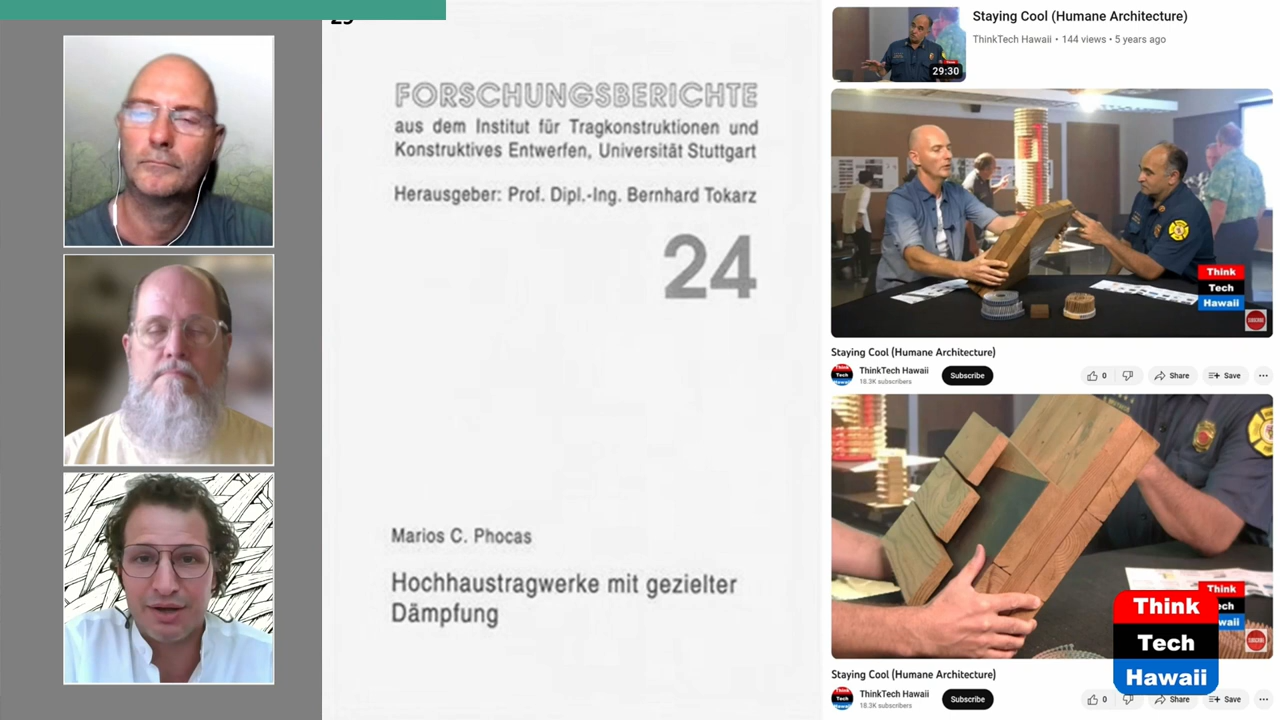 FORSCHUNGSBERICHTE
aus dem Institut für Tragkonstruktionen und
Konstruktives Entwerfen, Universität Stuttgart
Herausgeber: Prof. Dipl.-Ing. Bernhard Tokarz
24
Marios C. Phocas
Hochhaustragwerke mit gezielter
Dämpfung
29:30
Staying Cool (Humane Architecture)
ThinkTech Hawaii • 144 views • 5 years ago
Think
Tech
Hawaii
Staying Cool (Humane Architecture)
ThinkTech Hawaii
18.3K subscribers
Subscribe
0
Share
Save
Think
Staying Cool (Humane Architecture)
ThinkTech Hawaii
18.3K subscribers
Subscribe
0
Share
Save
Think
Tech
Hawaii